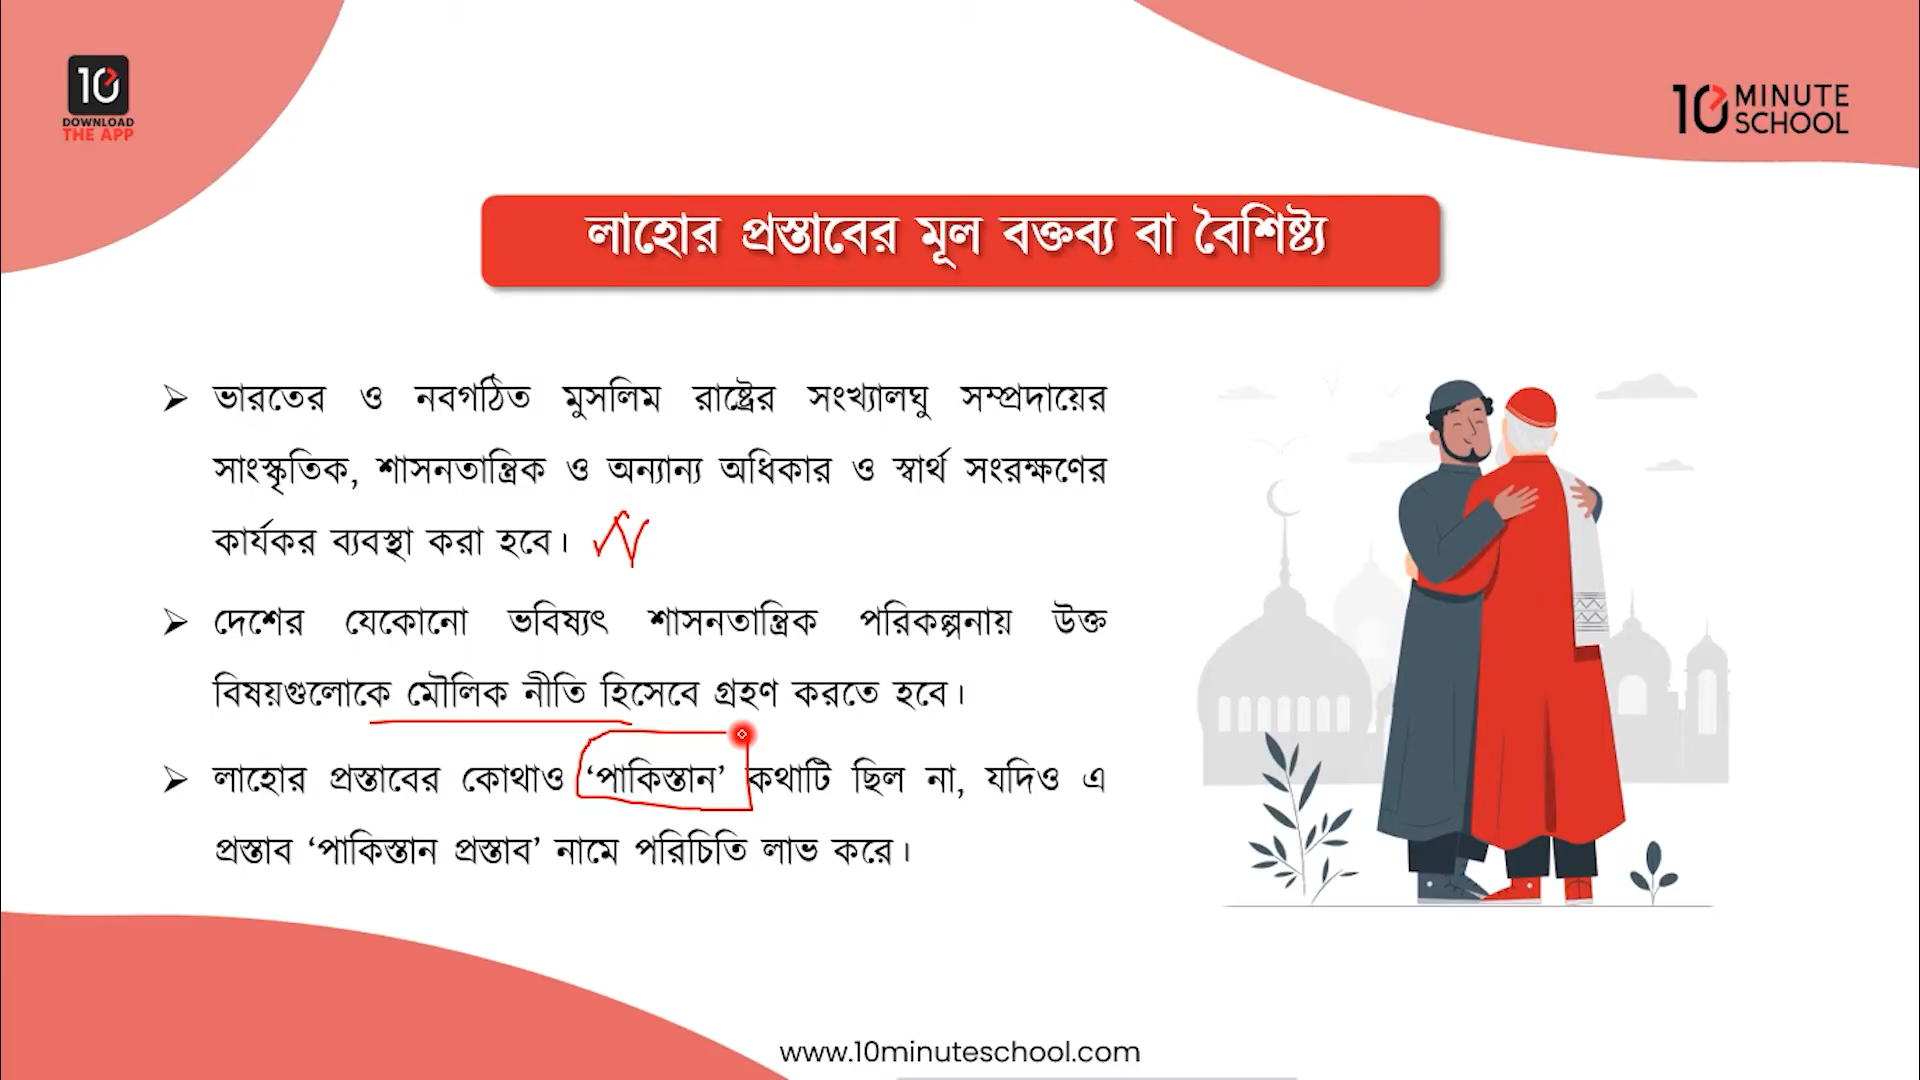 10
DOWNLOAD
THE APP
10 MINUTE
SCHOOL
লাহোর প্রস্তাবের মূল বক্তব্য বা বৈশিষ্ট্য
➢ ভারতের ও নবগঠিত মুসলিম রাষ্ট্রের সংখ্যালঘু সম্প্রদায়ের
সাংস্কৃতিক, শাসনতান্ত্রিক ও অন্যান্য অধিকার ও স্বার্থ সংরক্ষণের
কার্যকর ব্যবস্থা করা হবে।
➢ দেশের যেকোনো ভবিষ্যৎ শাসনতান্ত্রিক পরিকল্পনায় উক্ত
বিষয়গুলোকে মৌলিক নীতি হিসেবে গ্রহণ করতে হবে।
➢ লাহোর প্রস্তাবের কোথাও ‘পাকিস্তান’ কথাটি ছিল না, যদিও এ
প্রস্তাব ‘পাকিস্তান প্রস্তাব’ নামে পরিচিতি লাভ করে।
www.10minuteschool.com